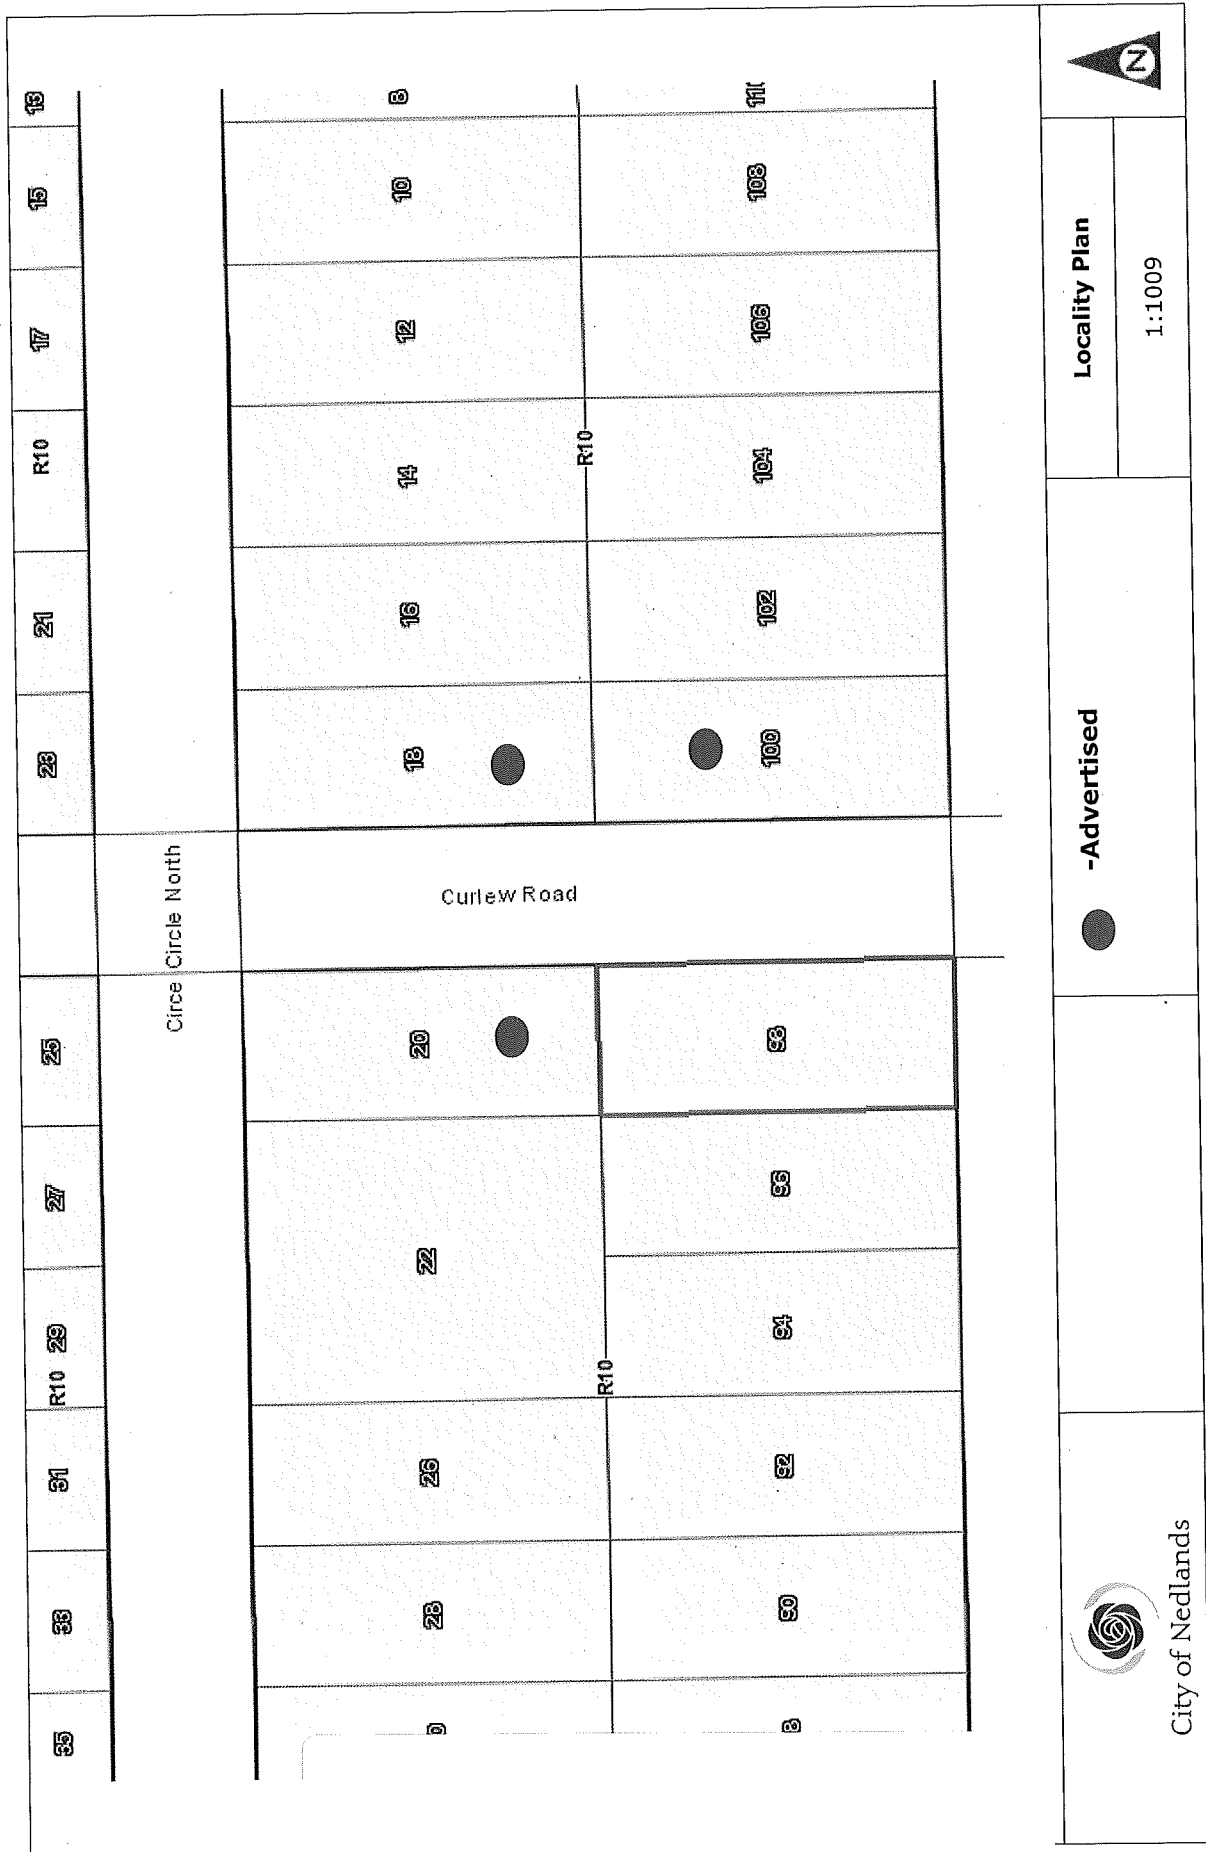 35 33 31 R10 29 27 25 23 21 R10 17 15 13
Circe Circle North
28 26 22 20 18 16 14 12 10 8
Curlew Road
R10 R10
90 92 94 96 98 100 102 104 106 108
City of Nedlands
-Advertised
Locality Plan
1:1009
N